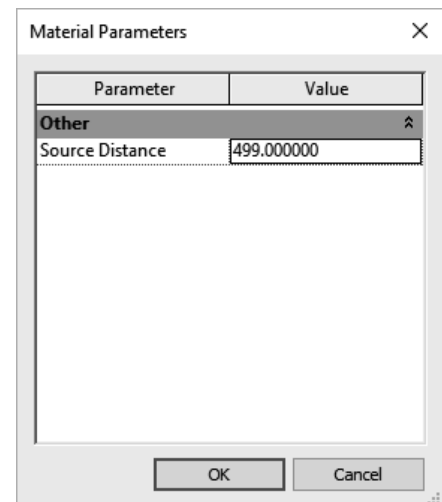 Material Parameters
Parameter Value
Other
Source Distance 499.000000
OK Cancel